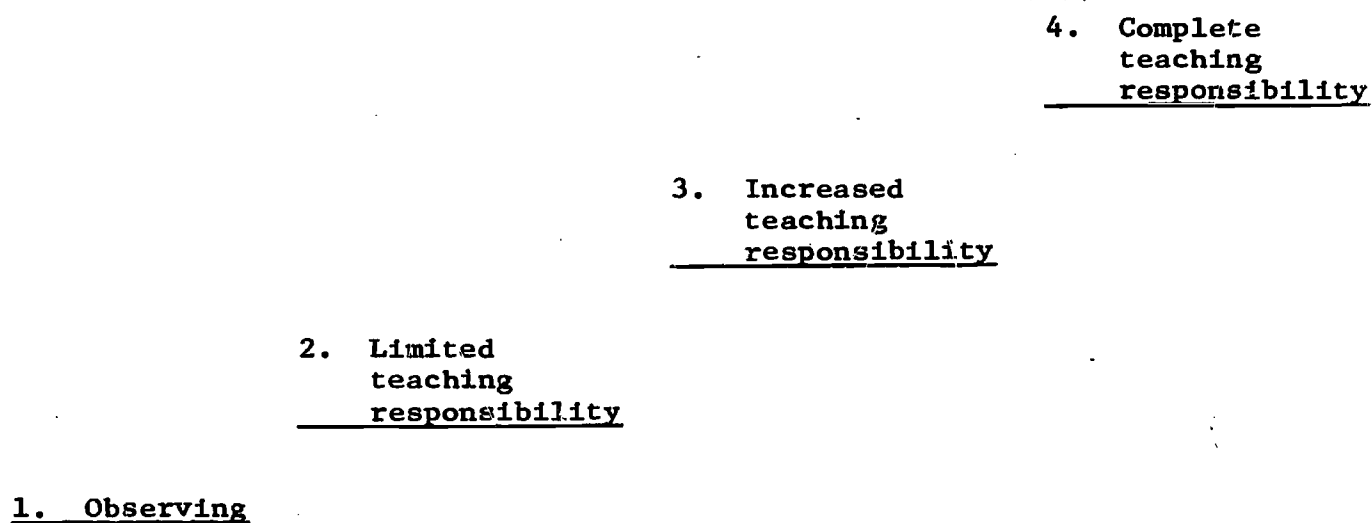 4. Complete
teaching
responsibility
3. Increased
teaching
responsibility
2. Limited
teaching
responsibility
1. Observing